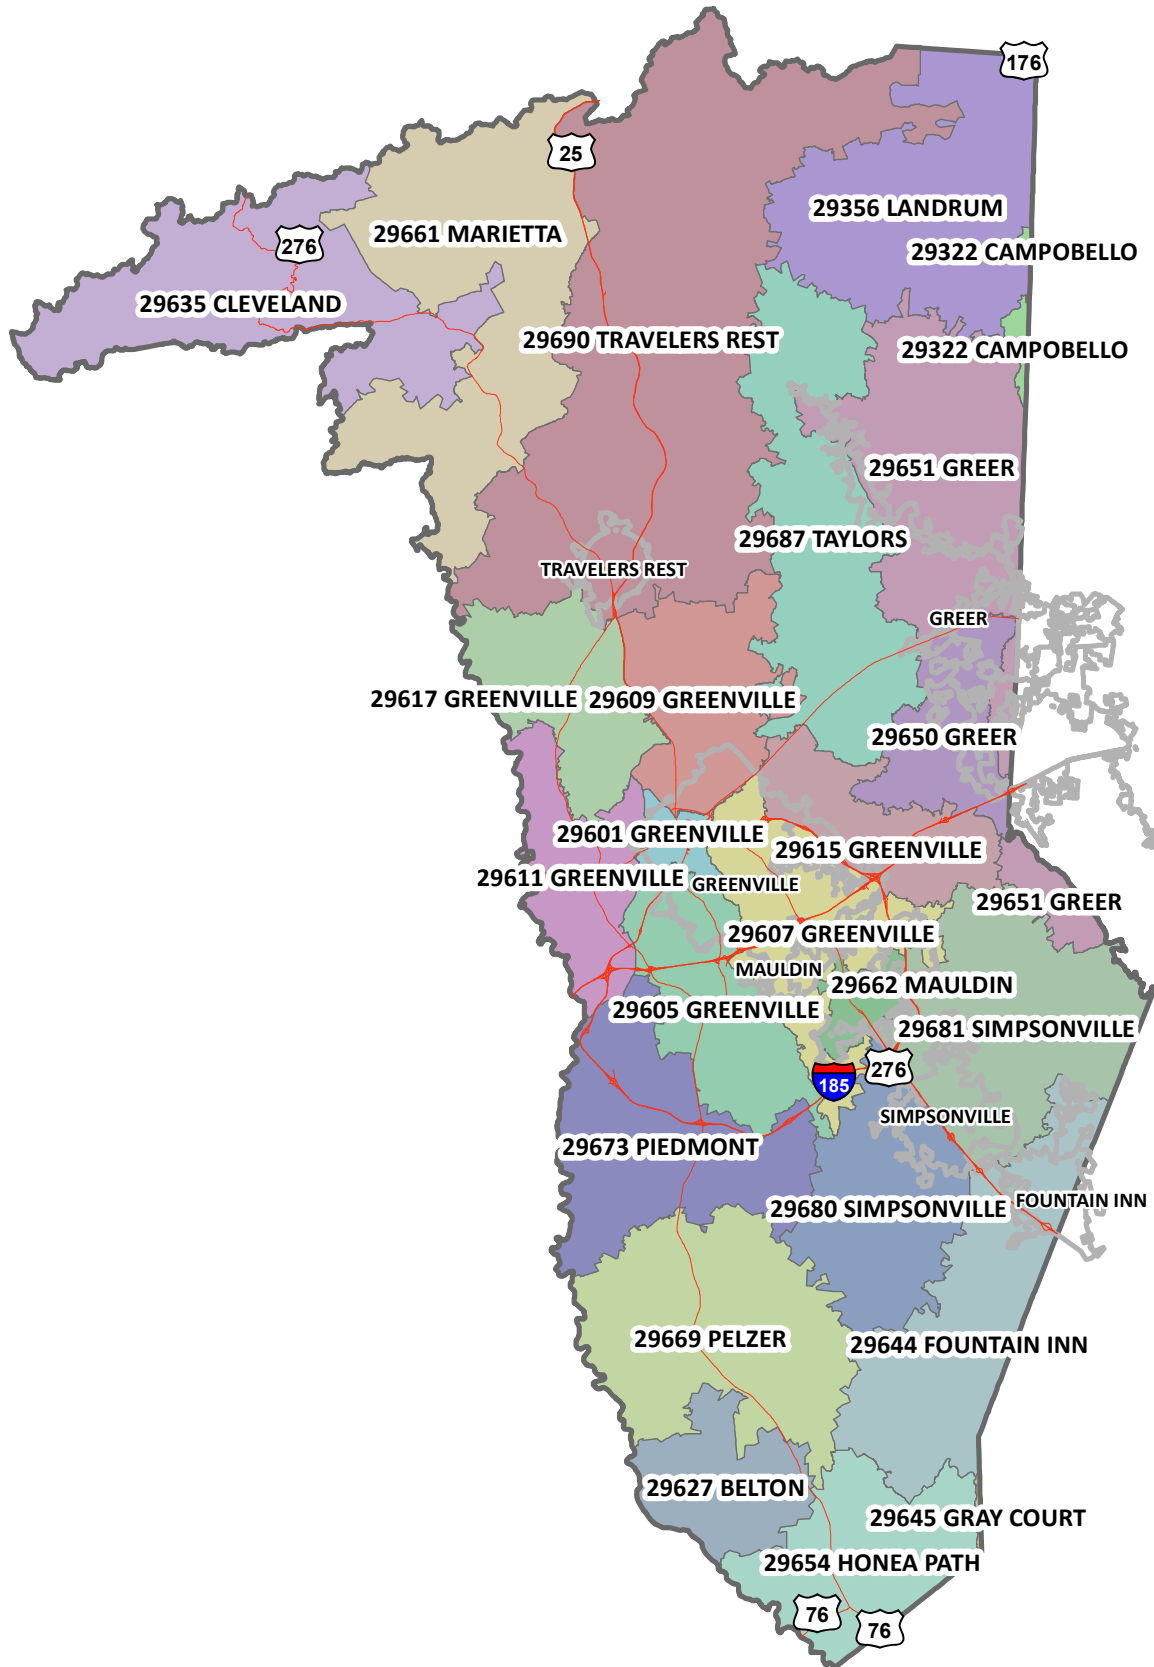 176
25
29356 LANDRUM
29661 MARIETTA
276
29322 CAMPOBELLO
29635 CLEVELAND
29690 TRAVELERS REST
29322 CAMPOBELLO
29651 GREER
29687 TAYLORS
TRAVELERS REST
GREER
29617 GREENVILLE
29609 GREENVILLE
29650 GREER
29601 GREENVILLE
29615 GREENVILLE
29611 GREENVILLE
GREENVILLE
29651 GREER
29607 GREENVILLE
MAULDIN
29662 MAULDIN
29605 GREENVILLE
29681 SIMPSONVILLE
276
185
SIMPSONVILLE
29673 PIEDMONT
FOUNTAIN INN
29680 SIMPSONVILLE
29669 PELZER
29644 FOUNTAIN INN
29627 BELTON
29645 GRAY COURT
29654 HONEA PATH
76
76